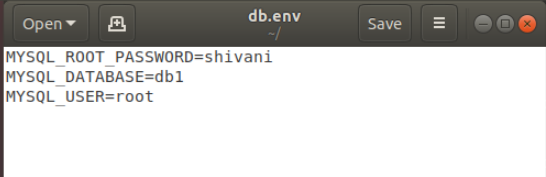 Open
db.env
~/
Save
MYSQL_ROOT_PASSWORD=shivani
MYSQL_DATABASE=db1
MYSQL_USER=root